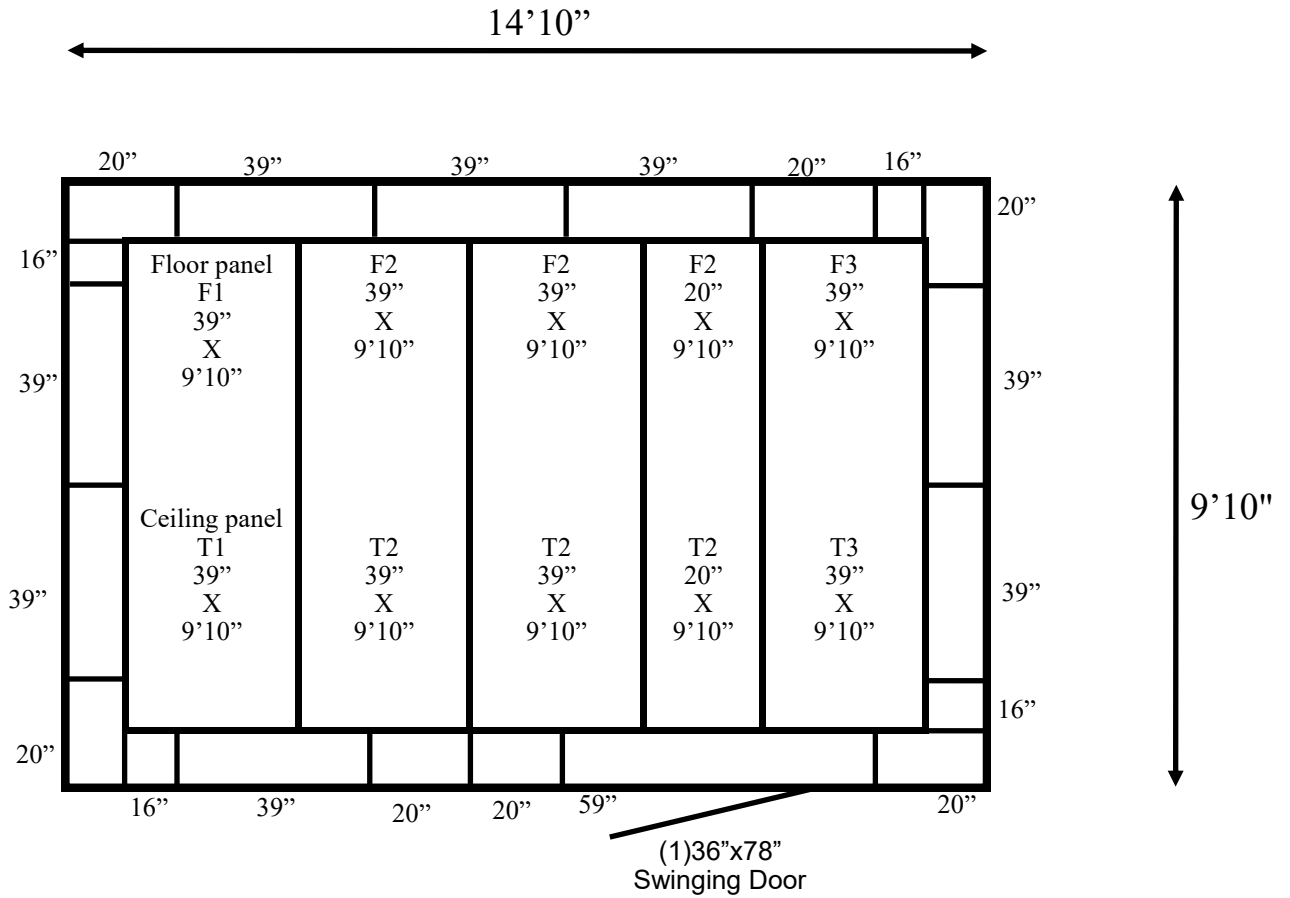 14’10”
20”
39”
39”
39”
20”
16”
20”
16”
39”
39”
20”
39”
39”
16”
9’10"
Floor panel
F1
39”
X
9’10”
F2
39”
X
9’10”
F2
39”
X
9’10”
F2
20”
X
9’10”
F3
39”
X
9’10”
Ceiling panel
T1
39”
X
9’10”
T2
39”
X
9’10”
T2
39”
X
9’10”
T2
20”
X
9’10”
T3
39”
X
9’10”
16”
39”
20”
20”
59”
20”
(1)36”x78”
Swinging Door